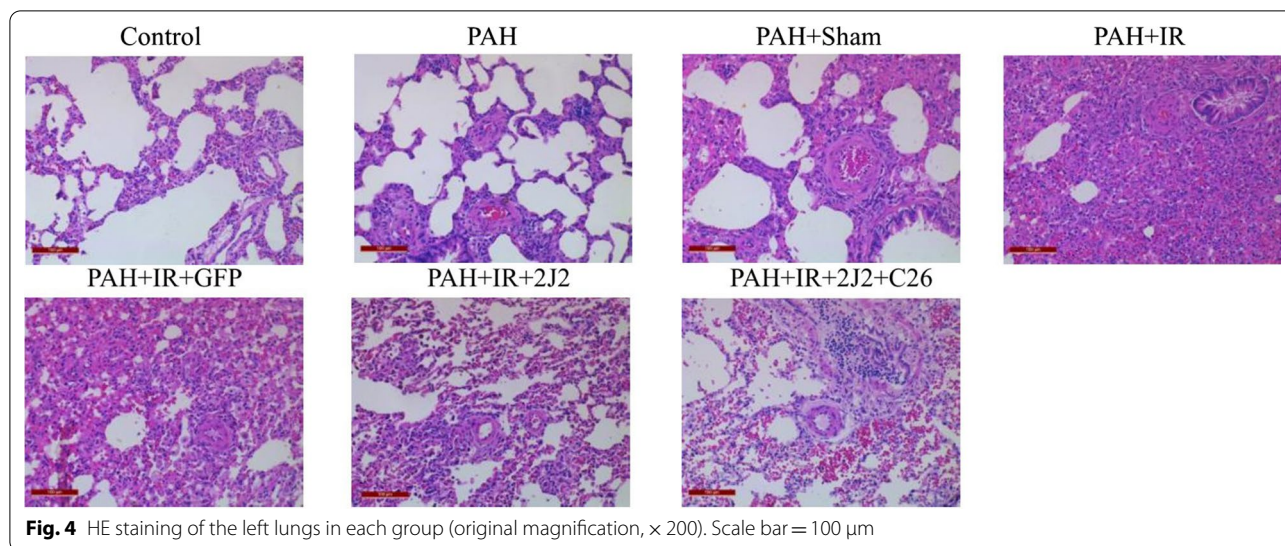 Control
PAH
PAH+Sham
PAH+IR
PAH+IR+GFP
PAH+IR+2J2
PAH+IR+2J2+C26
Fig. 4 HE staining of the left lungs in each group (original magnification, × 200). Scale bar = 100 μm